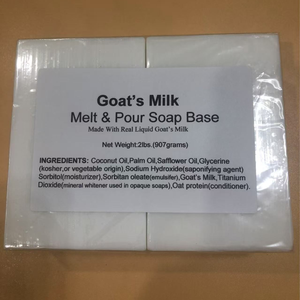 Goat's Milk
Melt & Pour Soap Base
Made With Real Liquid Goat's Milk
Net Weight:2lbs.(907grams)
INGREDIENTS: Coconut Oil,Palm Oil,Safflower Oil,Glycerine
(kosher,or vegetable origin),Sodium Hydroxide(saponifying agent)
Sorbitol(moisturizer),Sorbitan oleate(emulsifer),Goat's Milk,Titanium
Dioxide(mineral whitener used in opaque soaps),Oat protein(conditioner).